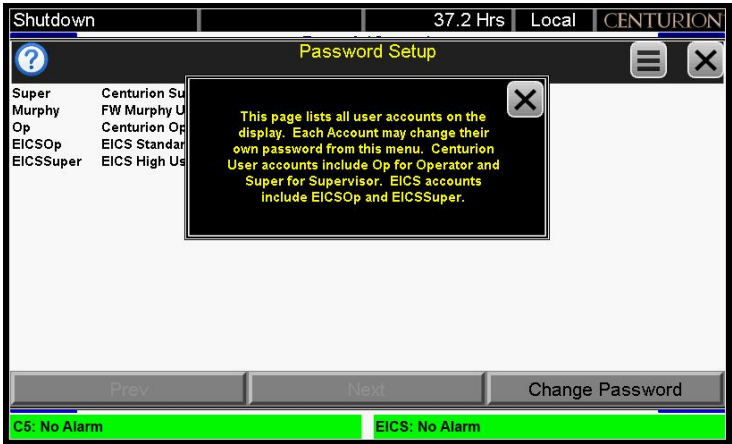 Shutdown 37.2 Hrs Local CENTURION
? Password Setup
Super Centurion Su
Murphy FW Murphy U
Op Centurion Op
EICSOp EICS Standar
EICSSuper EICS High Us
This page lists all user accounts on the
display. Each Account may change their
own password from this menu. Centurion
User accounts include Op for Operator and
Super for Supervisor. EICS accounts
include EICSOp and EICSSuper.
Prev Next Change Password
C5: No Alarm EICS: No Alarm